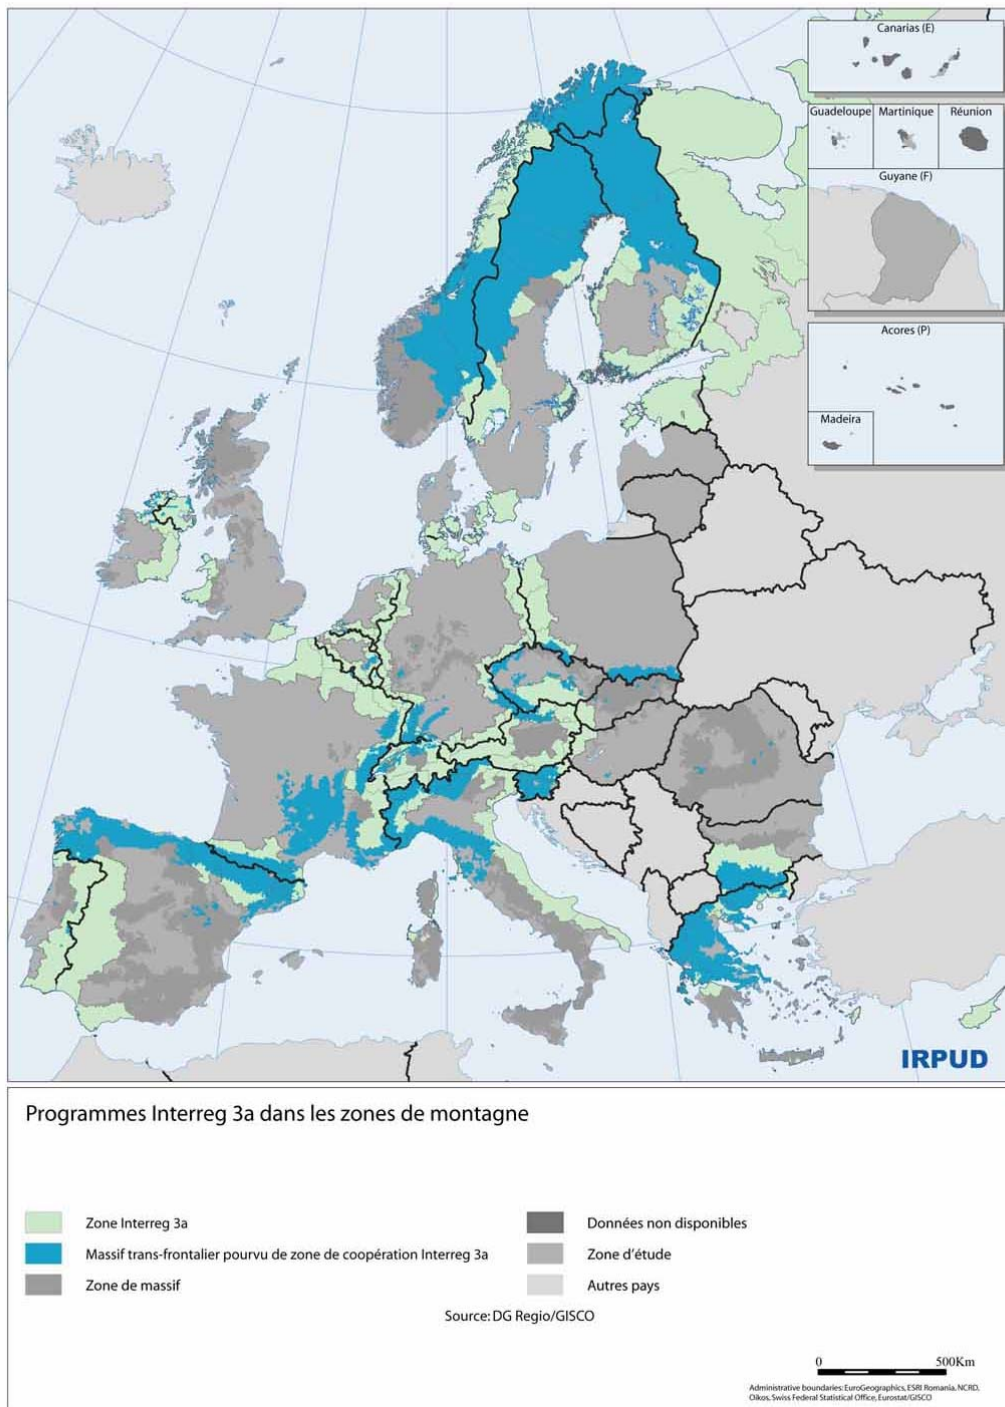 Canarias (E)
Guadeloupe
Martinique
Réunion
Guyane (F)
Acores (P)
Madeira
IRPUD
Programmes Interreg 3a dans les zones de montagne
Zone Interreg 3a
Massif trans-frontalier pourvu de zone de coopération Interreg 3a
Zone de massif
Données non disponibles
Zone d'étude
Autres pays
Source: DG Regio/GISCO
0 500Km
Administrative boundaries: EuroGeographics, ESRI Romania, NCRD,
Oikos, Swiss Federal Statistical Office, Eurostat/GISCO